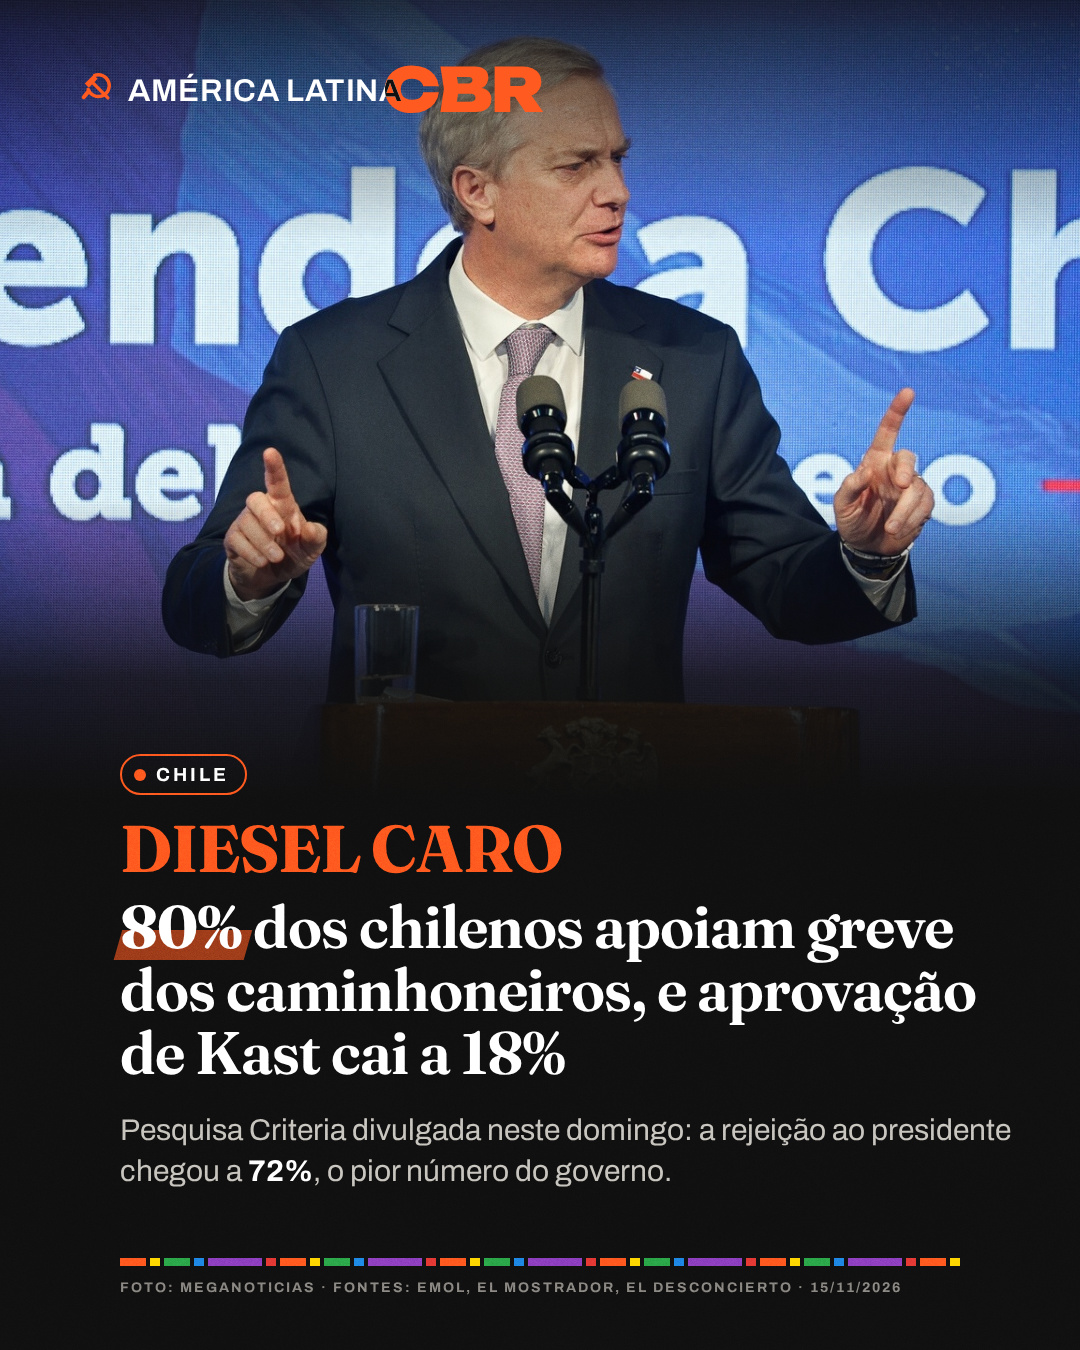 AMÉRICA LATINA
CBR
CHILE
DIESEL CARO
80% dos chilenos apoiam greve
dos caminhoneiros, e aprovação
de Kast cai a 18%
Pesquisa Criteria divulgada neste domingo: a rejeição ao presidente
chegou a 72%, o pior número do governo.
FOTO: MEGANOTICIAS · FONTES: EMOL, EL MOSTRADOR, EL DESCONCIERTO · 15/11/2026